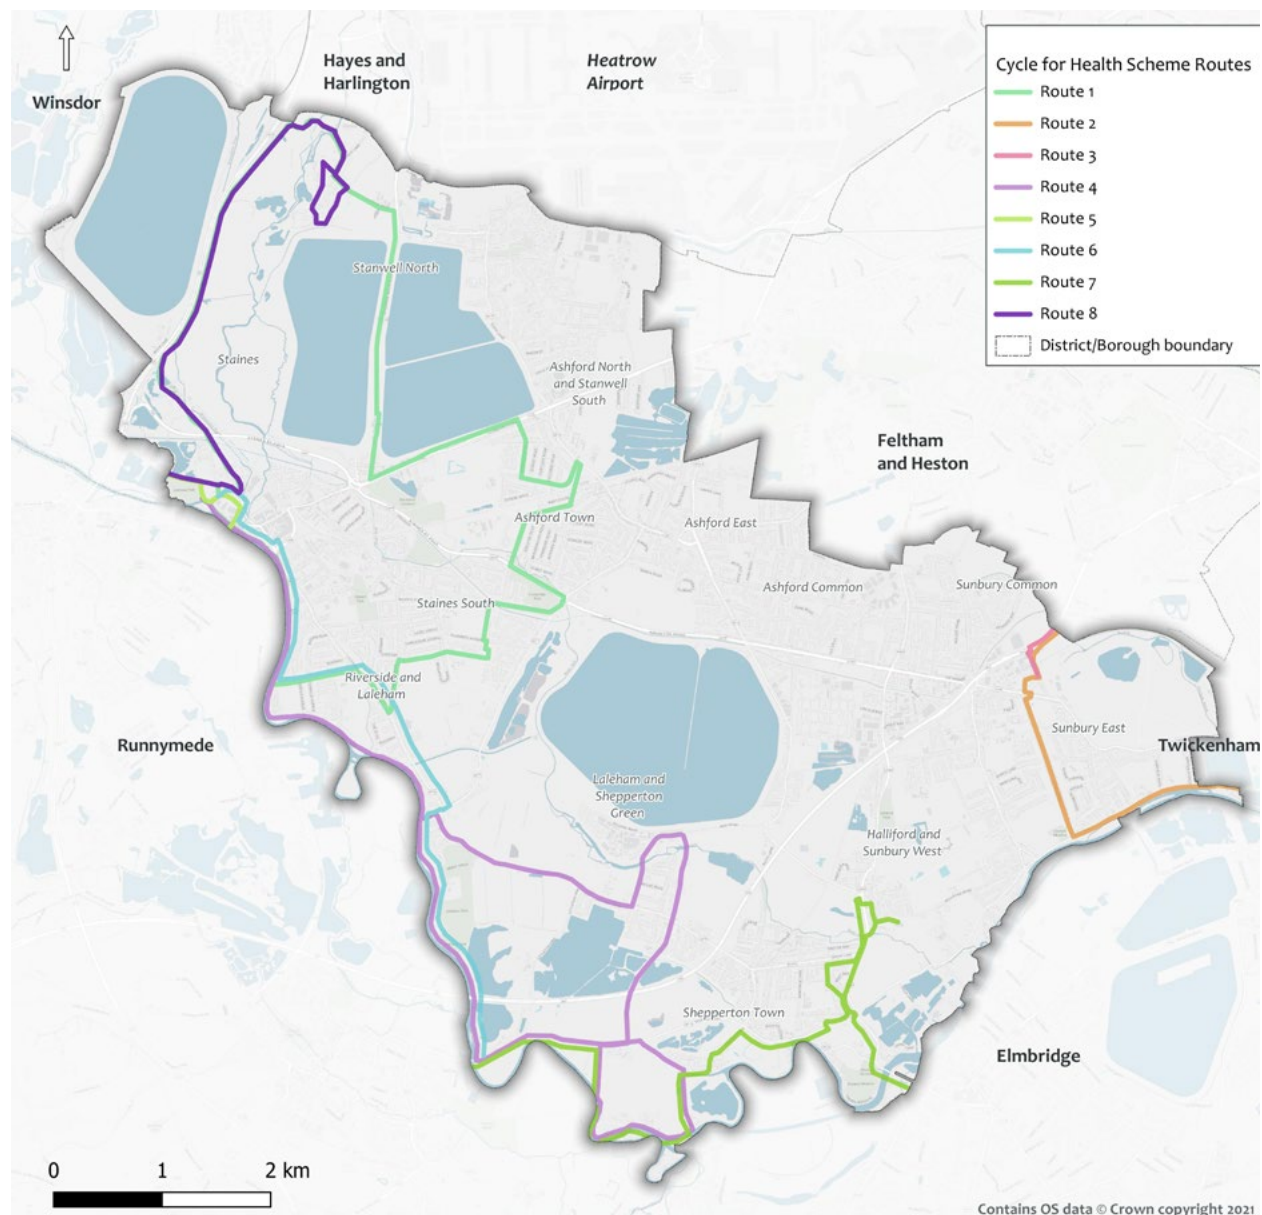 Winsdor
Hayes and
Harlington
Heatrow
Airport
Cycle for Health Scheme Routes
Route 1
Route 2
Route 3
Route 4
Route 5
Route 6
Route 7
Route 8
District/Borough boundary
Stanwell North
Staines
Ashford North
and Stanwell
South
Feltham
and Heston
Ashford Town
Ashford East
Ashford Common
Sunbury Common
Staines South
Riverside and
Laleham
Sunbury East
Twickenham
Runnymede
Laleham and
Shepperton
Green
Halliford and
Sunbury West
Shepperton Town
Elmbridge
0 1 2 km
Contains OS data © Crown copyright 2021